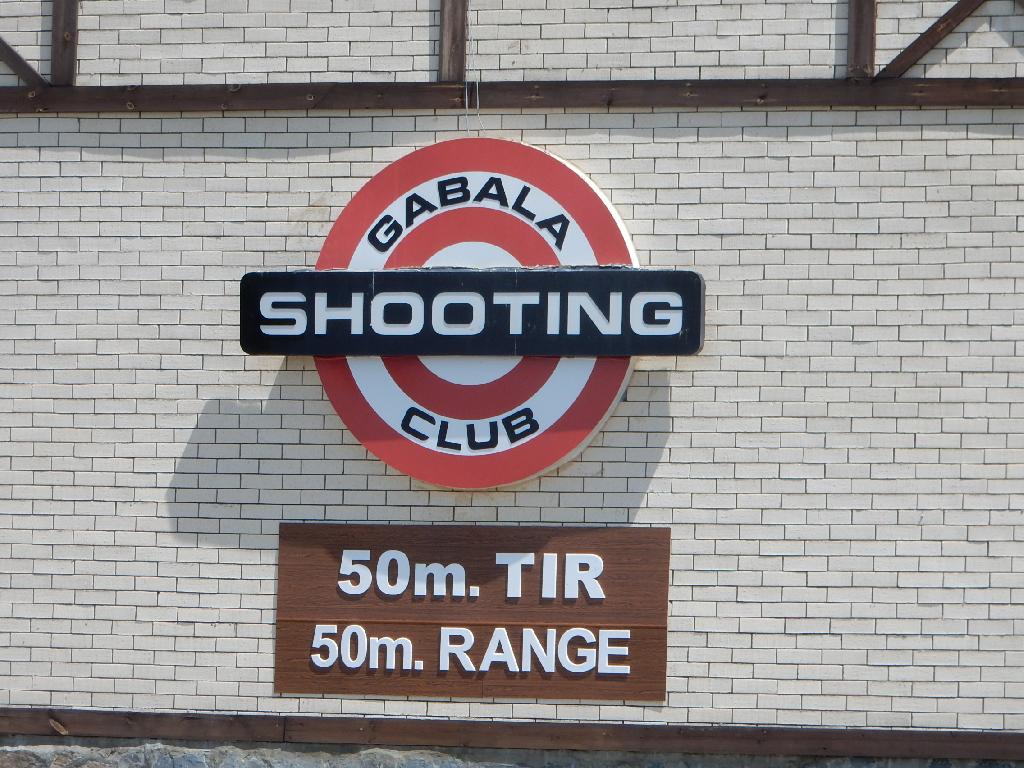 GABALA
SHOOTING
CLUB
50m. TIR
50m. RANGE